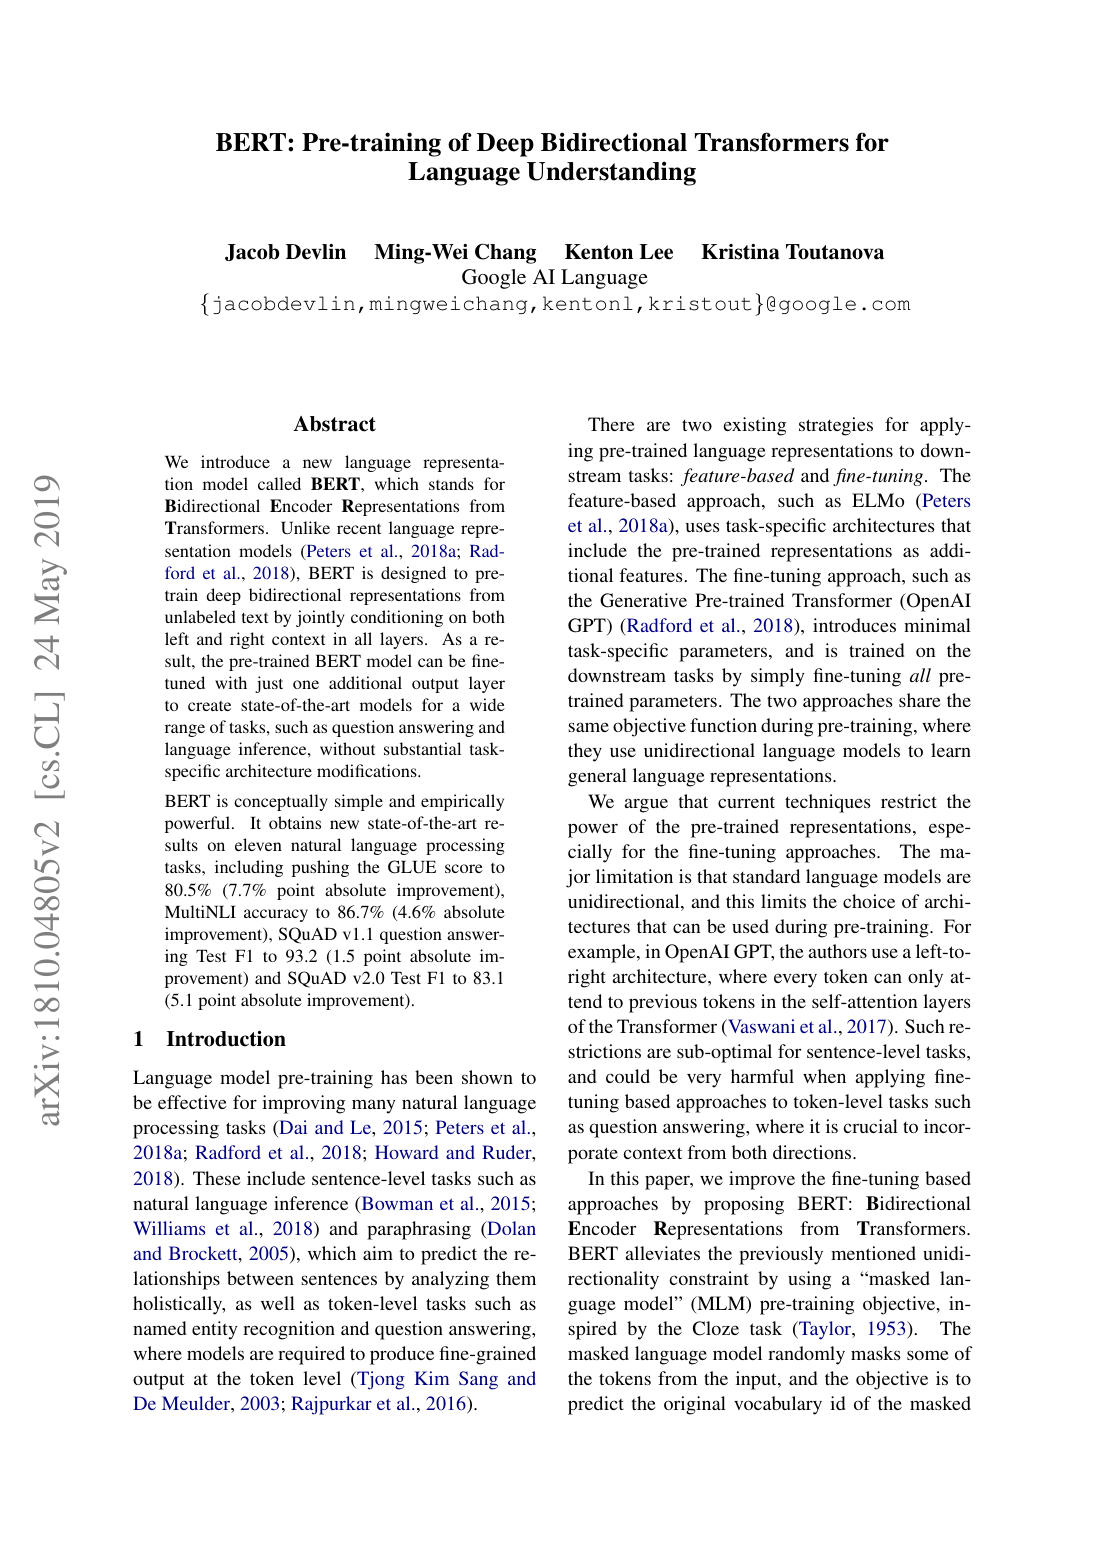 BERT: Pre-training of Deep Bidirectional Transformers for
Language Understanding
Jacob Devlin Ming-Wei Chang Kenton Lee Kristina Toutanova
Google AI Language
{jacobdevlin,mingweichang,kentonl,kristout}@google.com
arXiv:1810.04805v2 [cs.CL] 24 May 2019
Abstract
We introduce a new language representa-
tion model called BERT, which stands for
Bidirectional Encoder Representations from
Transformers. Unlike recent language repre-
sentation models (Peters et al., 2018a; Rad-
ford et al., 2018), BERT is designed to pre-
train deep bidirectional representations from
unlabeled text by jointly conditioning on both
left and right context in all layers. As a re-
sult, the pre-trained BERT model can be fine-
tuned with just one additional output layer
to create state-of-the-art models for a wide
range of tasks, such as question answering and
language inference, without substantial task-
specific architecture modifications.
BERT is conceptually simple and empirically
powerful. It obtains new state-of-the-art re-
sults on eleven natural language processing
tasks, including pushing the GLUE score to
80.5% (7.7% point absolute improvement),
MultiNLI accuracy to 86.7% (4.6% absolute
improvement), SQuAD v1.1 question answer-
ing Test F1 to 93.2 (1.5 point absolute im-
provement) and SQuAD v2.0 Test F1 to 83.1
(5.1 point absolute improvement).
1 Introduction
Language model pre-training has been shown to
be effective for improving many natural language
processing tasks (Dai and Le, 2015; Peters et al.,
2018a; Radford et al., 2018; Howard and Ruder,
2018). These include sentence-level tasks such as
natural language inference (Bowman et al., 2015;
Williams et al., 2018) and paraphrasing (Dolan
and Brockett, 2005), which aim to predict the re-
lationships between sentences by analyzing them
holistically, as well as token-level tasks such as
named entity recognition and question answering,
where models are required to produce fine-grained
output at the token level (Tjong Kim Sang and
De Meulder, 2003; Rajpurkar et al., 2016).
There are two existing strategies for apply-
ing pre-trained language representations to down-
stream tasks: feature-based and fine-tuning. The
feature-based approach, such as ELMo (Peters
et al., 2018a), uses task-specific architectures that
include the pre-trained representations as addi-
tional features. The fine-tuning approach, such as
the Generative Pre-trained Transformer (OpenAI
GPT) (Radford et al., 2018), introduces minimal
task-specific parameters, and is trained on the
downstream tasks by simply fine-tuning all pre-
trained parameters. The two approaches share the
same objective function during pre-training, where
they use unidirectional language models to learn
general language representations.
We argue that current techniques restrict the
power of the pre-trained representations, espe-
cially for the fine-tuning approaches. The ma-
jor limitation is that standard language models are
unidirectional, and this limits the choice of archi-
tectures that can be used during pre-training. For
example, in OpenAI GPT, the authors use a left-to-
right architecture, where every token can only at-
tend to previous tokens in the self-attention layers
of the Transformer (Vaswani et al., 2017). Such re-
strictions are sub-optimal for sentence-level tasks,
and could be very harmful when applying fine-
tuning based approaches to token-level tasks such
as question answering, where it is crucial to incor-
porate context from both directions.
In this paper, we improve the fine-tuning based
approaches by proposing BERT: Bidirectional
Encoder Representations from Transformers.
BERT alleviates the previously mentioned unidi-
rectionality constraint by using a “masked lan-
guage model” (MLM) pre-training objective, in-
spired by the Cloze task (Taylor, 1953). The
masked language model randomly masks some of
the tokens from the input, and the objective is to
predict the original vocabulary id of the masked